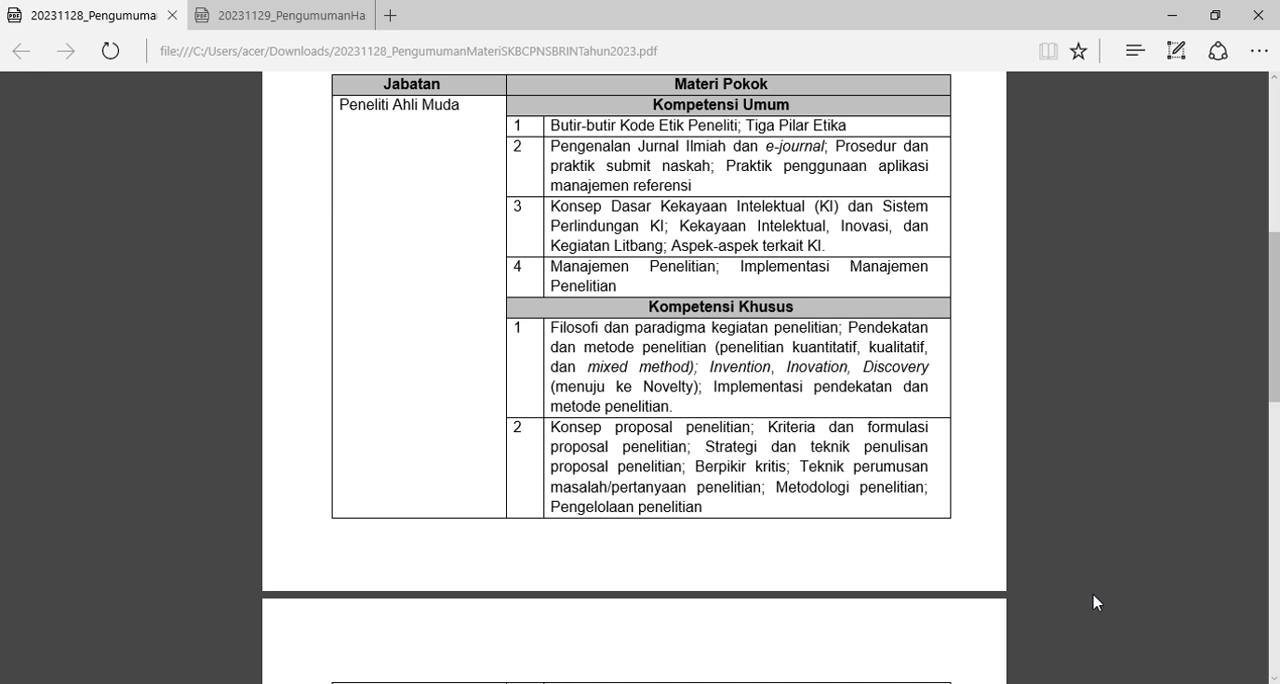 20231128_Pengumuma
20231129_PengumumanHa
file:///C:/Users/acer/Downloads/20231128_PengumumanMateriSKBCPNSBRINTahun2023.pdf
Jabatan
Materi Pokok
Peneliti Ahli Muda
Kompetensi Umum
1
Butir-butir Kode Etik Peneliti; Tiga Pilar Etika
2
Pengenalan Jurnal Ilmiah dan e-journal; Prosedur dan
praktik submit naskah; Praktik penggunaan aplikasi
manajemen referensi
3
Konsep Dasar Kekayaan Intelektual (KI) dan Sistem
Perlindungan KI; Kekayaan Intelektual, Inovasi, dan
Kegiatan Litbang; Aspek-aspek terkait KI.
4
Manajemen Penelitian; Implementasi Manajemen
Penelitian
Kompetensi Khusus
1
Filosofi dan paradigma kegiatan penelitian; Pendekatan
dan metode penelitian (penelitian kuantitatif, kualitatif,
dan mixed method); Invention, Inovation, Discovery
(menuju ke Novelty); Implementasi pendekatan dan
metode penelitian.
2
Konsep proposal penelitian; Kriteria dan formulasi
proposal penelitian; Strategi dan teknik penulisan
proposal penelitian; Berpikir kritis; Teknik perumusan
masalah/pertanyaan penelitian; Metodologi penelitian;
Pengelolaan penelitian